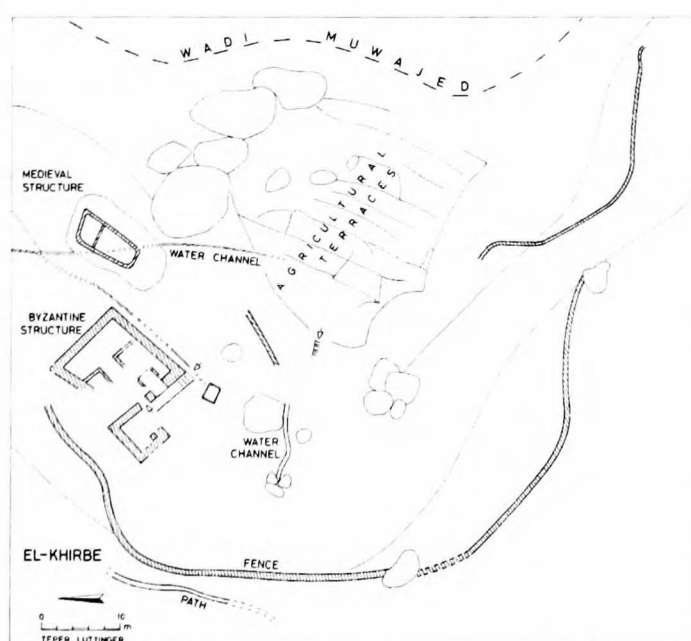 WADI MUWAJED
MEDIEVAL
STRUCTURE
AGRICULTURAL
TERRACES
WATER CHANNEL
BYZANTINE
STRUCTURE
WATER
CHANNEL
EL-KHIRBE
FENCE
PATH
0 10
m
TEPER LUTTINGER